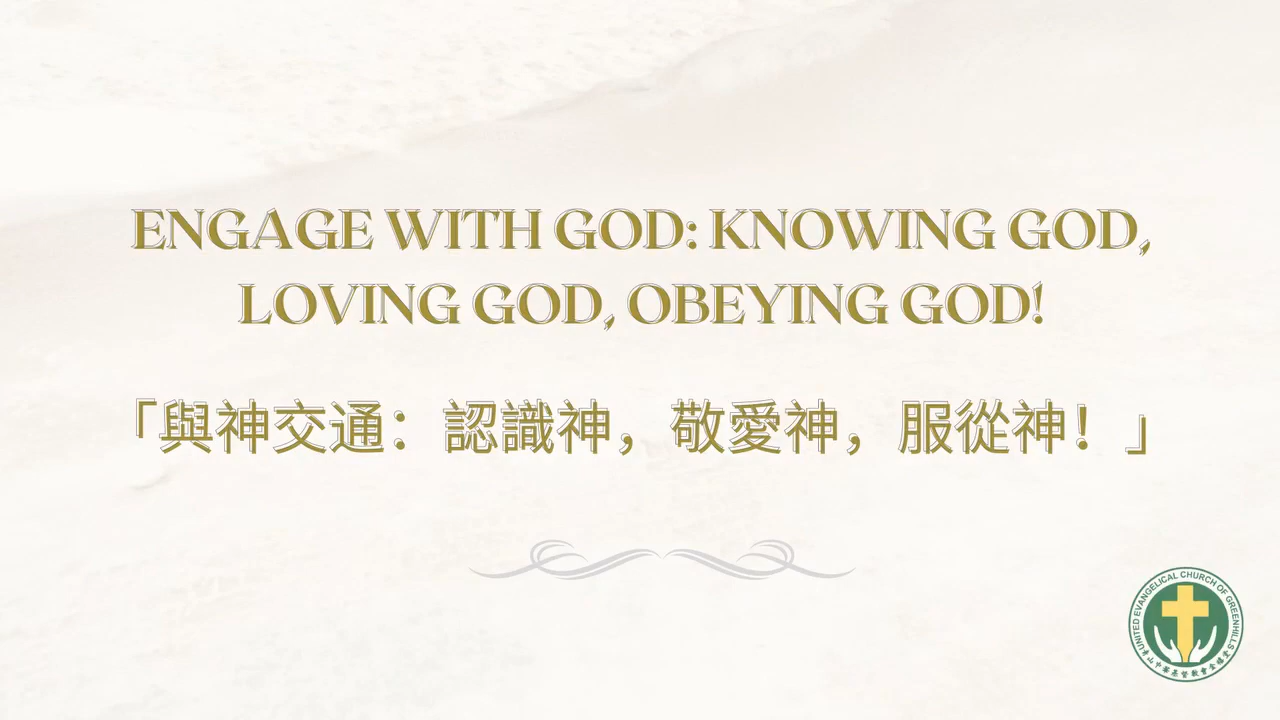 ENGAGE WITH GOD: KNOWING GOD,
LOVING GOD, OBEYING GOD!
「與神交通：認識神，敬愛神，服從神！」
UNITED EVANGELICAL CHURCH OF GREENHILLS